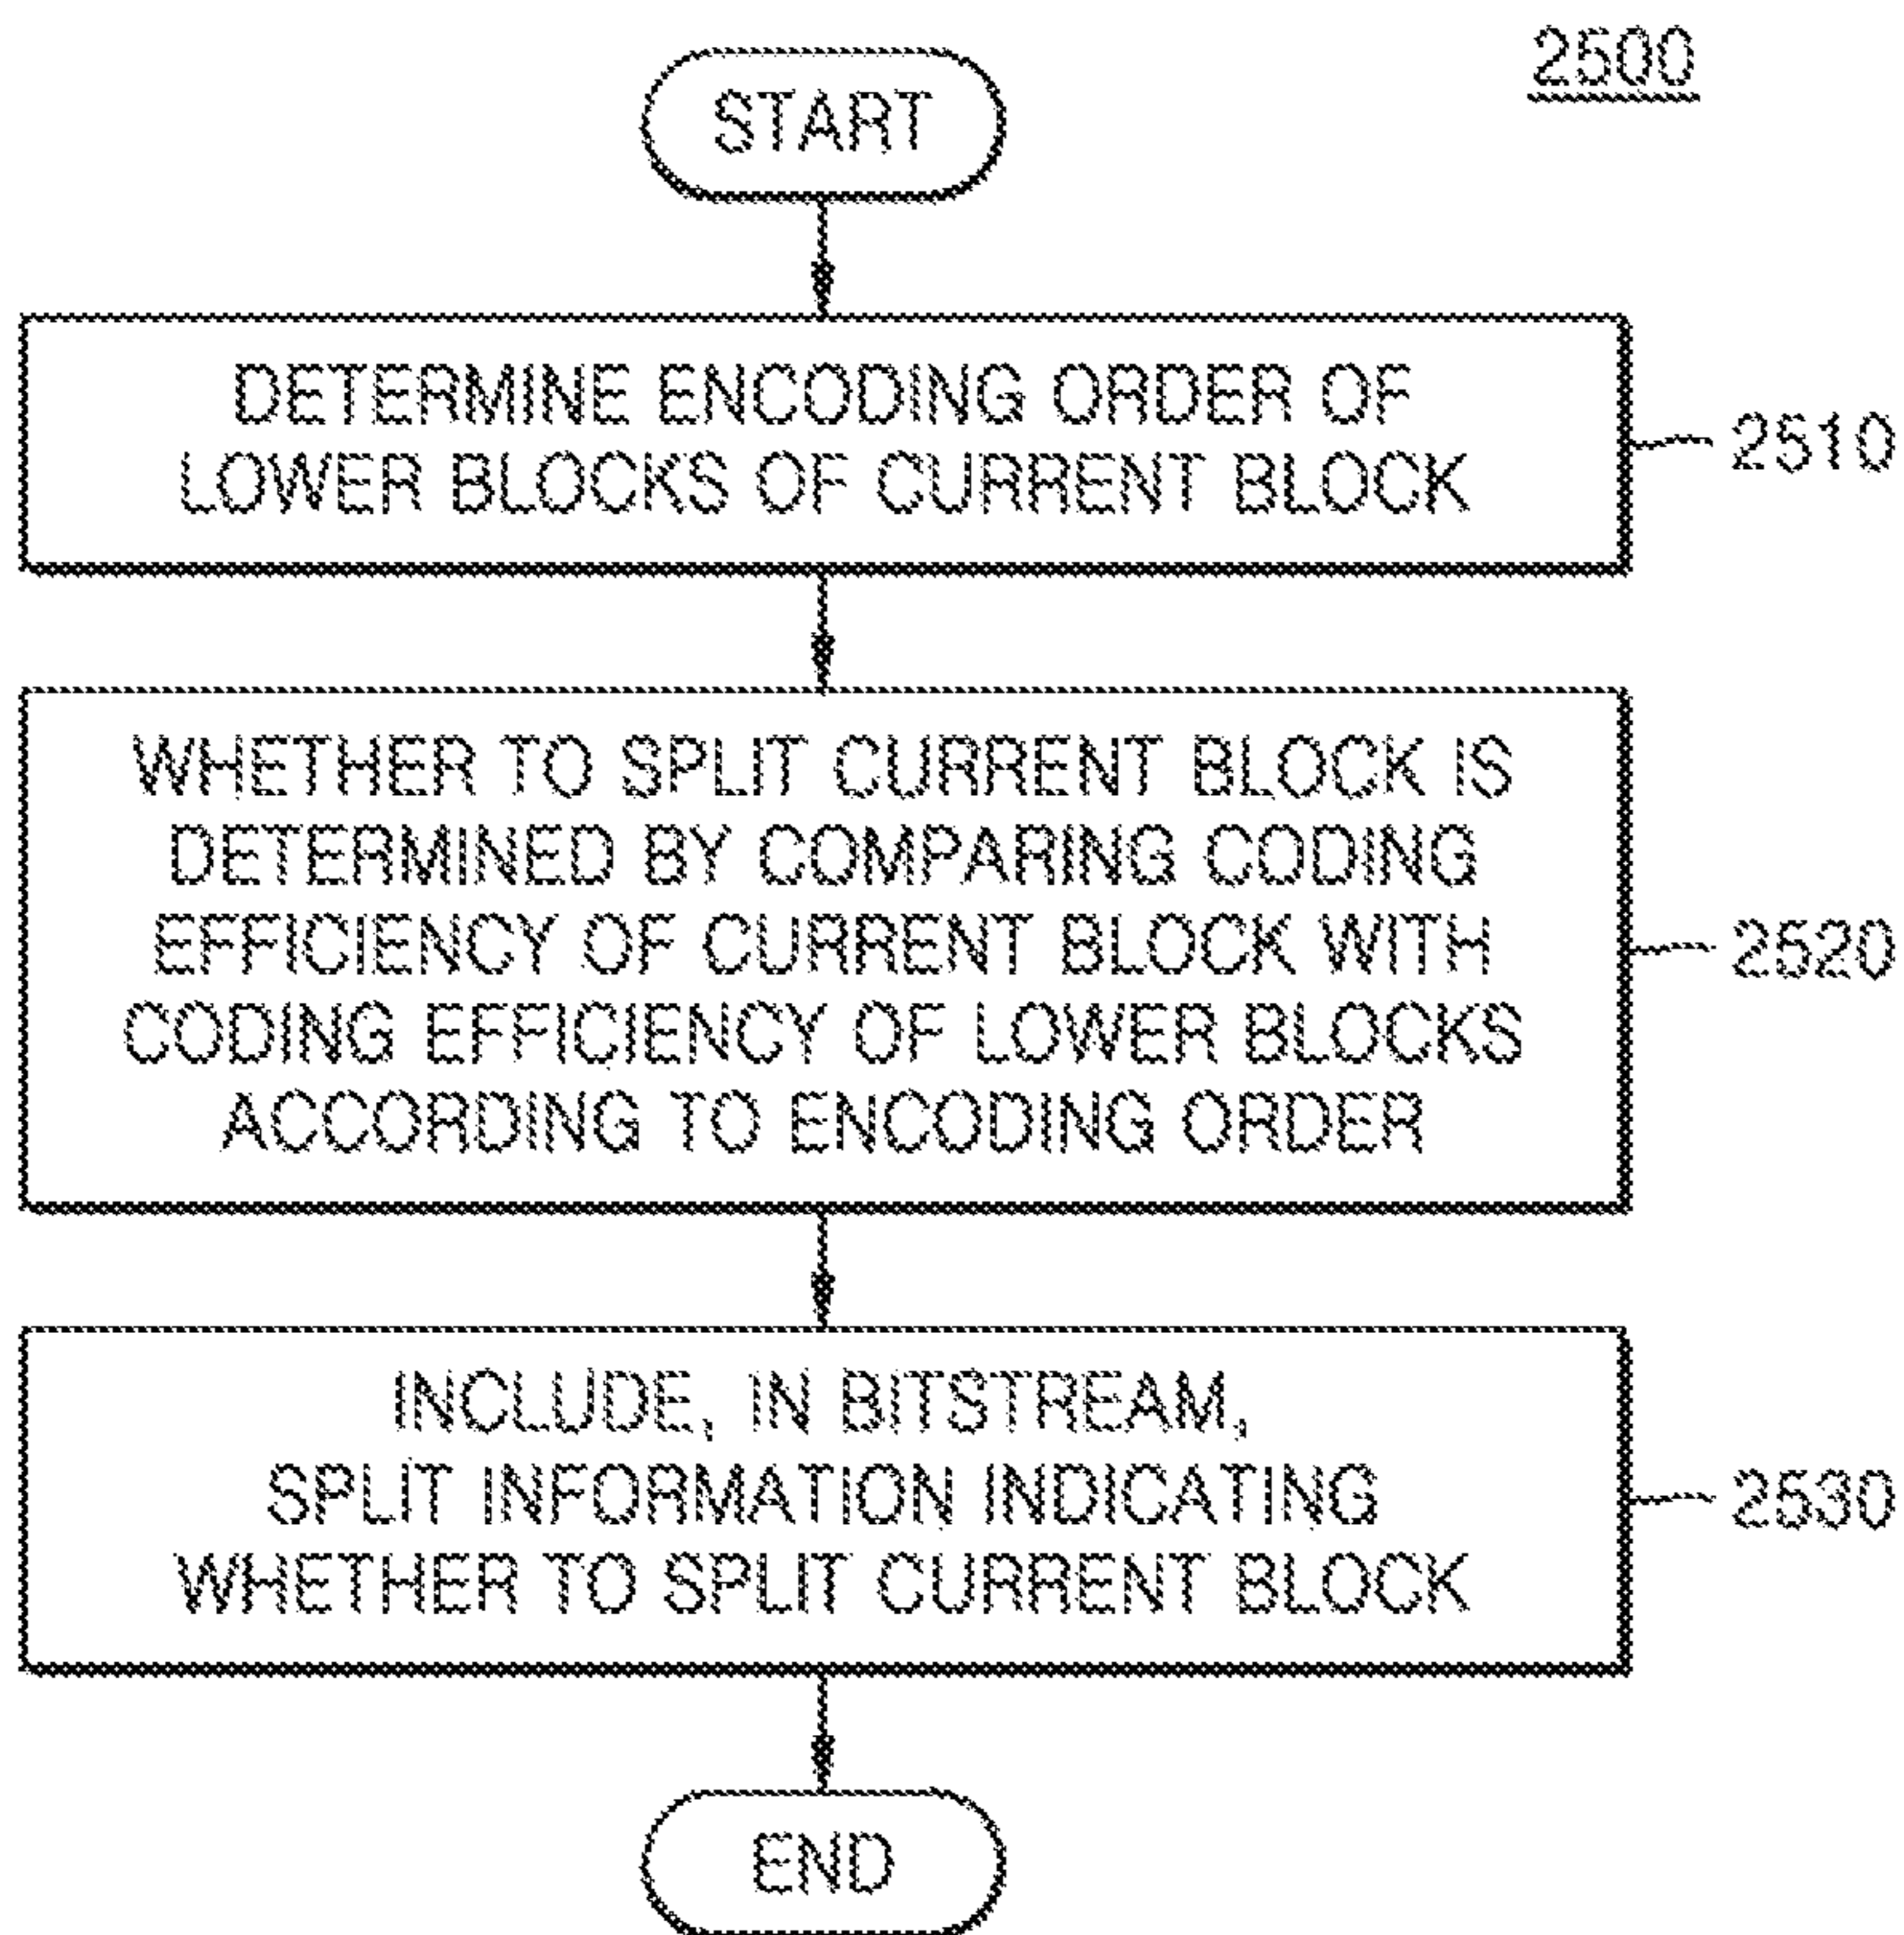 2500
START
DETERMINE ENCODING ORDER OF
LOWER BLOCKS OF CURRENT BLOCK
2510
WHETHER TO SPLIT CURRENT BLOCK IS
DETERMINED BY COMPARING CODING
EFFICIENCY OF CURRENT BLOCK WITH
CODING EFFICIENCY OF LOWER BLOCKS
ACCORDING TO ENCODING ORDER
2520
INCLUDE, IN BITSTREAM,
SPLIT INFORMATION INDICATING
WHETHER TO SPLIT CURRENT BLOCK
2530
END